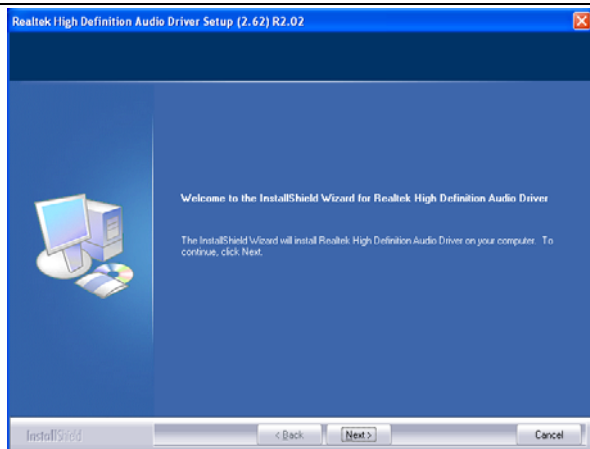 Realtek High Definition Audio Driver Setup (2.62) R2.02
Welcome to the InstallShield Wizard for Realtek High Definition Audio Driver
The InstallShield Wizard will install Realtek High Definition Audio Driver on your computer. To
continue, click Next.
InstallShield
< Back
Next >
Cancel